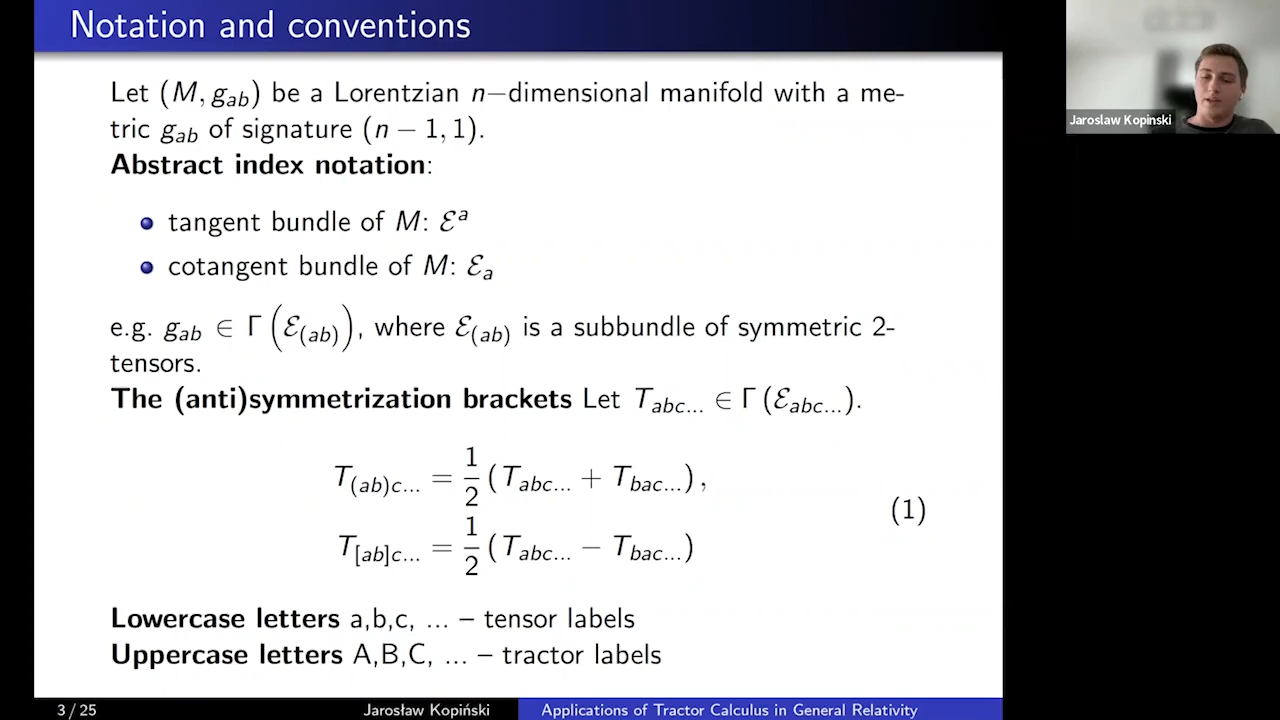 Notation and conventions
Let (M, g_ab) be a Lorentzian n−dimensional manifold with a me-
tric g_ab of signature (n − 1, 1).
Abstract index notation:
tangent bundle of M: ℰ^a
cotangent bundle of M: ℰ_a
e.g. g_ab ∈ Γ (ℰ_(ab)), where ℰ_(ab) is a subbundle of symmetric 2-
tensors.
The (anti)symmetrization brackets Let T_abc... ∈ Γ (ℰ_abc...).
T_(ab)c... = 1/2 (T_abc... + T_bac...),
T_[ab]c... = 1/2 (T_abc... − T_bac...)
(1)
Lowercase letters a,b,c, ... – tensor labels
Uppercase letters A,B,C, ... – tractor labels
3 / 25
Jarosław Kopiński
Applications of Tractor Calculus in General Relativity
Jaroslaw Kopinski